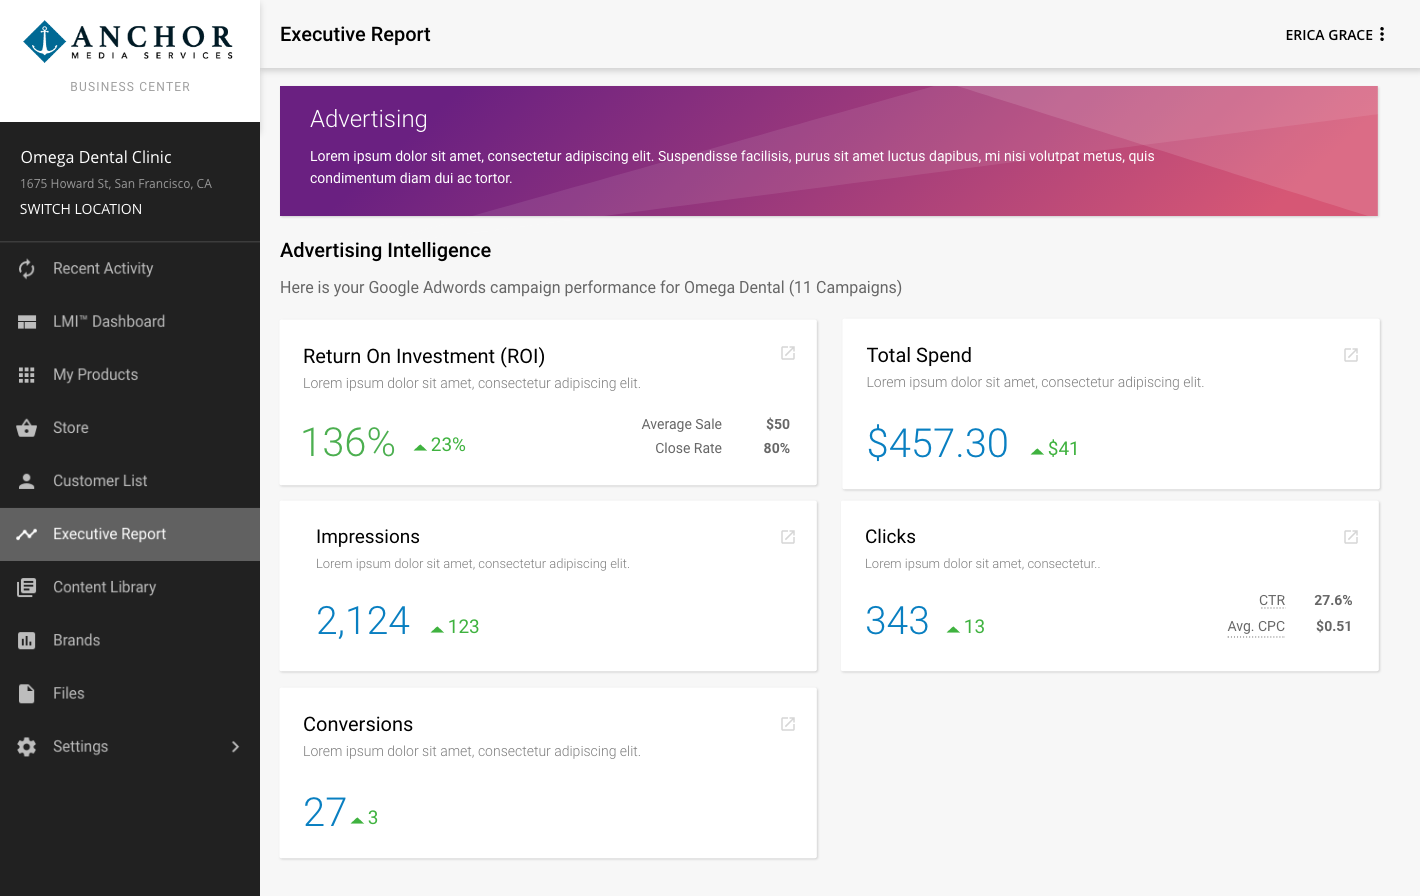 ANCHOR
MEDIA SERVICES
BUSINESS CENTER
Omega Dental Clinic
1675 Howard St, San Francisco, CA
SWITCH LOCATION
Recent Activity
LMI™ Dashboard
My Products
Store
Customer List
Executive Report
Content Library
Brands
Files
Settings
Executive Report
ERICA GRACE
Advertising
Lorem ipsum dolor sit amet, consectetur adipiscing elit. Suspendisse facilisis, purus sit amet luctus dapibus, mi nisi volutpat metus, quis
condimentum diam dui ac tortor.
Advertising Intelligence
Here is your Google Adwords campaign performance for Omega Dental (11 Campaigns)
Return On Investment (ROI)
Lorem ipsum dolor sit amet, consectetur adipiscing elit.
136% 23%
Average Sale $50
Close Rate 80%
Total Spend
Lorem ipsum dolor sit amet, consectetur adipiscing elit.
$457.30 $41
Impressions
Lorem ipsum dolor sit amet, consectetur adipiscing elit.
2,124 123
Clicks
Lorem ipsum dolor sit amet, consectetur..
343 13
CTR 27.6%
Avg. CPC $0.51
Conversions
Lorem ipsum dolor sit amet, consectetur adipiscing elit.
27 3